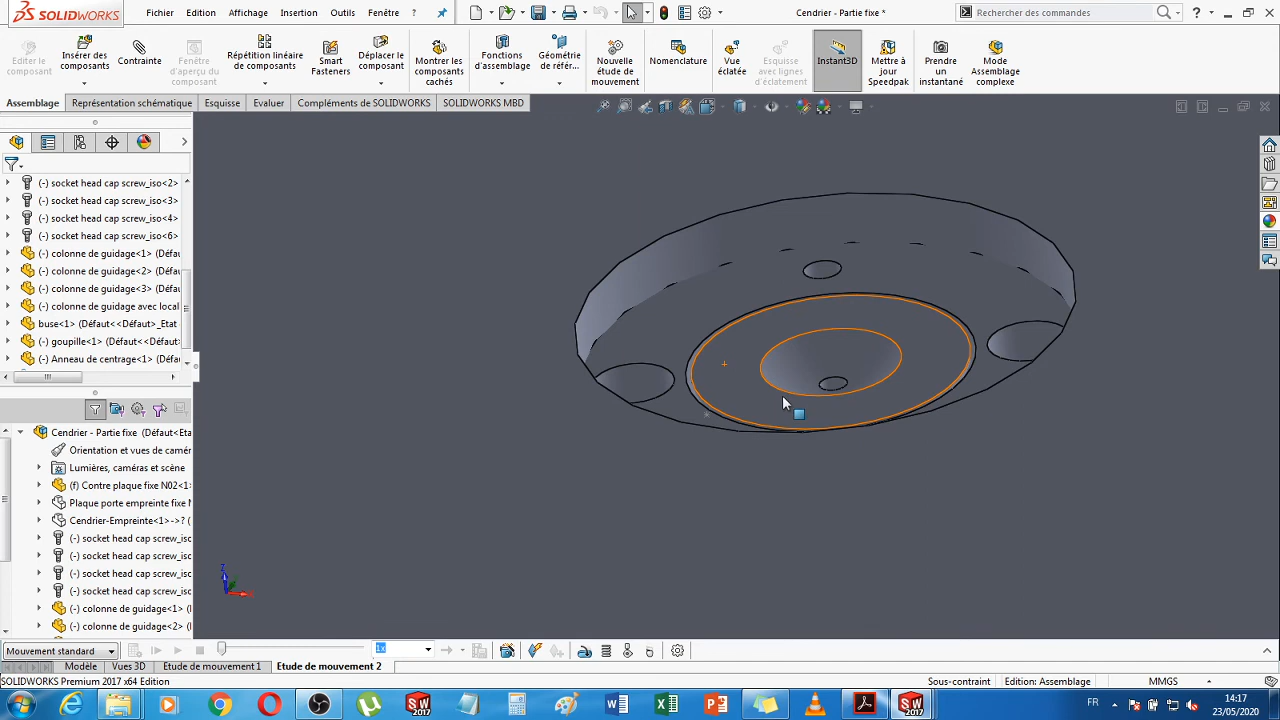 SOLIDWORKS
Fichier Edition Affichage Insertion Outils Fenêtre ?
Cendrier - Partie fixe *
Rechercher des commandes
Editer le composant
Insérer des composants
Contrainte
Fenêtre d'aperçu du composant
Répétition linéaire de composants
Smart Fasteners
Déplacer le composant
Montrer les composants cachés
Fonctions d'assemblage
Géométrie de référ...
Nouvelle étude de mouvement
Nomenclature
Vue éclatée
Esquisse avec lignes d'éclatement
Instant3D
Mettre à jour Speedpak
Prendre un instantané
Mode Assemblage complexe
Assemblage Représentation schématique Esquisse Evaluer Compléments de SOLIDWORKS SOLIDWORKS MBD
(-) socket head cap screw_iso<2>
(-) socket head cap screw_iso<3>
(-) socket head cap screw_iso<4>
(-) socket head cap screw_iso<6>
(-) colonne de guidage<1> (Défau
(-) colonne de guidage<2> (Défau
(-) colonne de guidage<3> (Défau
(-) colonne de guidage avec local
buse<1> (Défaut<<Défaut>_Etat
(-) goupille<1> (Défaut<<Défaut>
(-) Anneau de centrage<1> (Défau
Cendrier - Partie fixe (Défaut<Etat
Orientation et vues de camér
Lumières, caméras et scène
(f) Contre plaque fixe N02<1>
Plaque porte empreinte fixe N
Cendrier-Empreinte<1>->? (
(-) socket head cap screw_isc
(-) socket head cap screw_isc
(-) socket head cap screw_isc
(-) socket head cap screw_isc
(-) colonne de guidage<1> (I
(-) colonne de guidage<2> (I
Z
Mouvement standard
1x
Modèle Vues 3D Etude de mouvement 1 Etude de mouvement 2
SOLIDWORKS Premium 2017 x64 Edition
Sous-contraint
Edition: Assemblage
MMGS
FR
14:17
23/05/2020